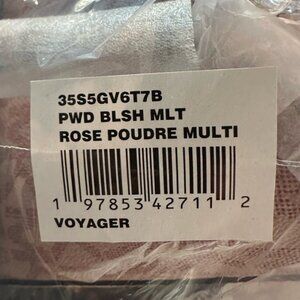 35S5GV6T7B
PWD BLSH MLT
ROSE POUDRE MULTI
1 97853 42711 2
VOYAGER